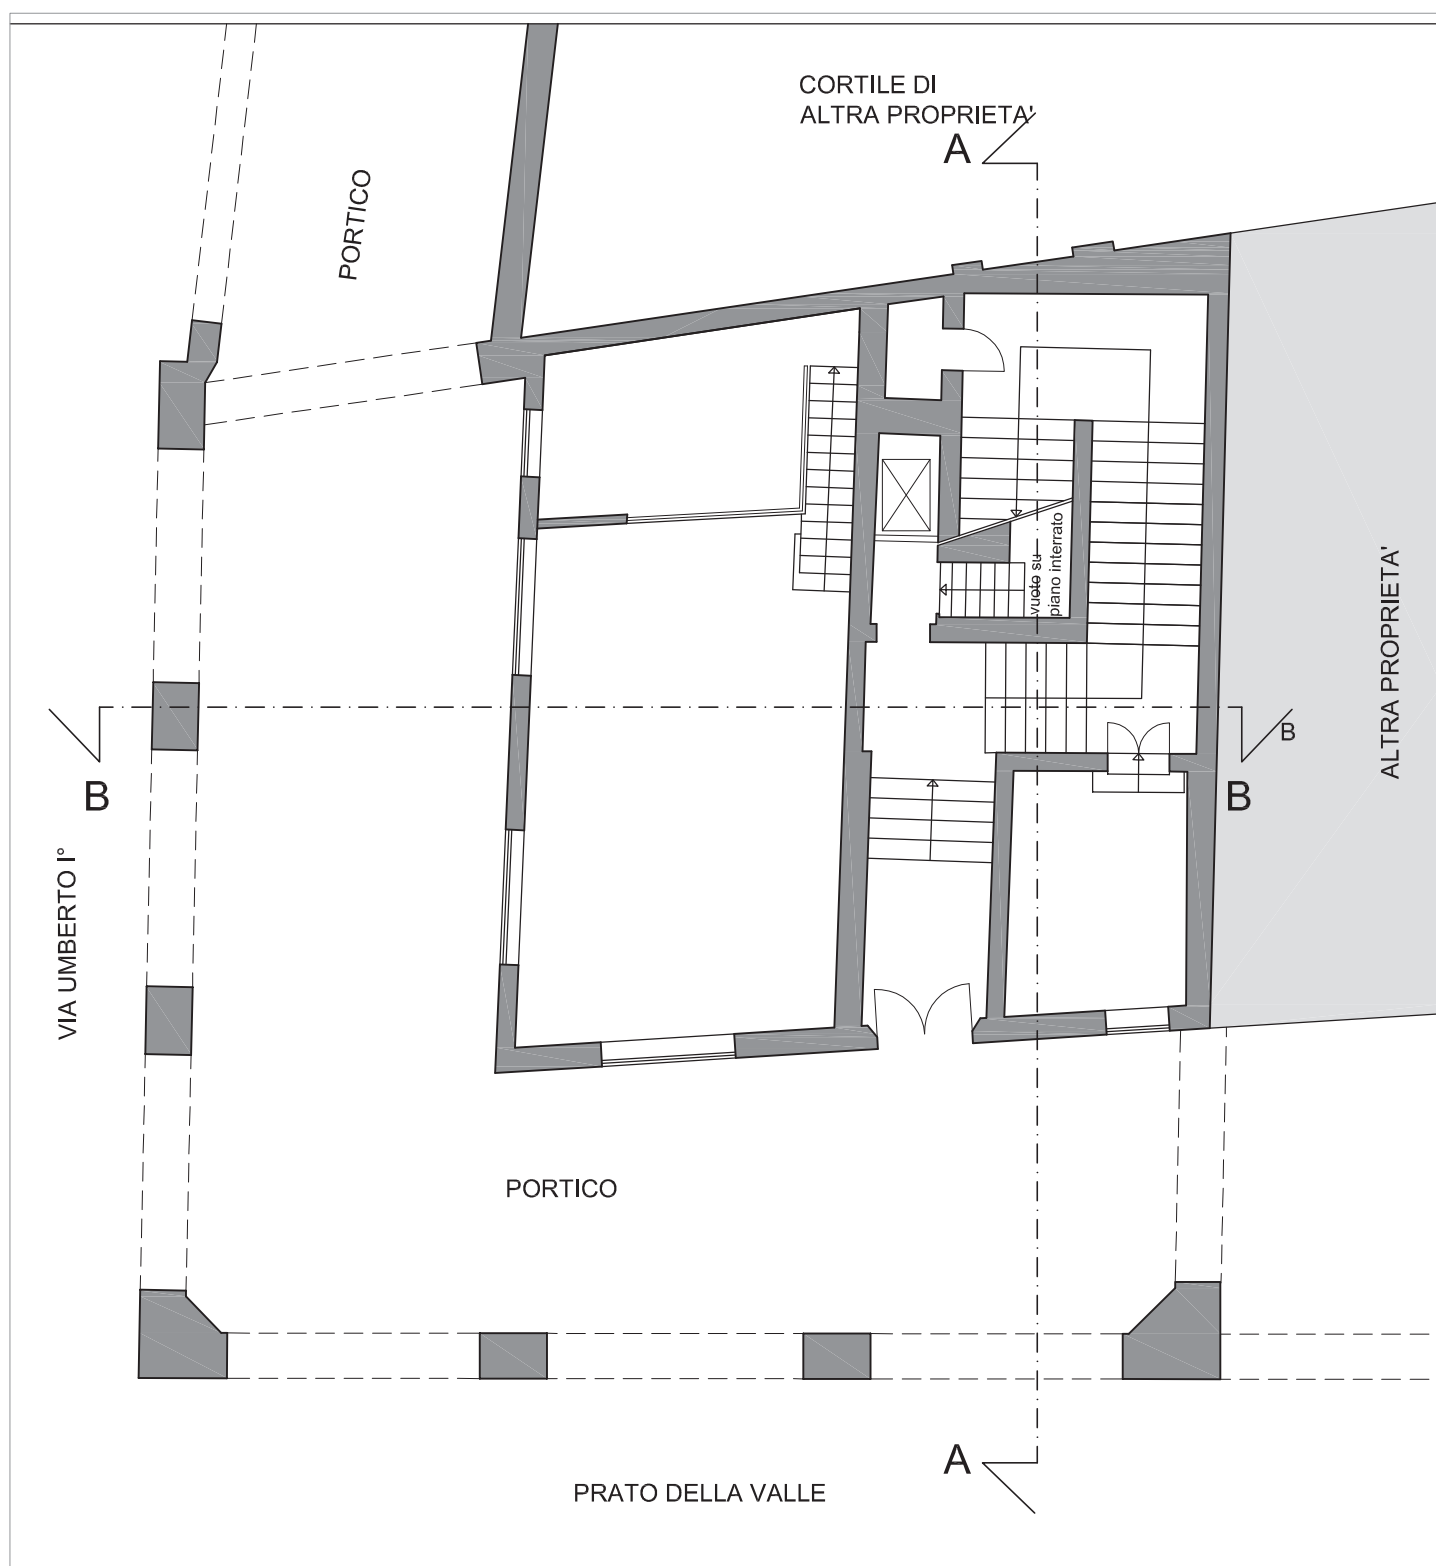 CORTILE DI
ALTRA PROPRIETA'
A
PORTICO
vuoto su
piano interrato
ALTRA PROPRIETA'
B
B
B
VIA UMBERTO I°
PORTICO
A
PRATO DELLA VALLE